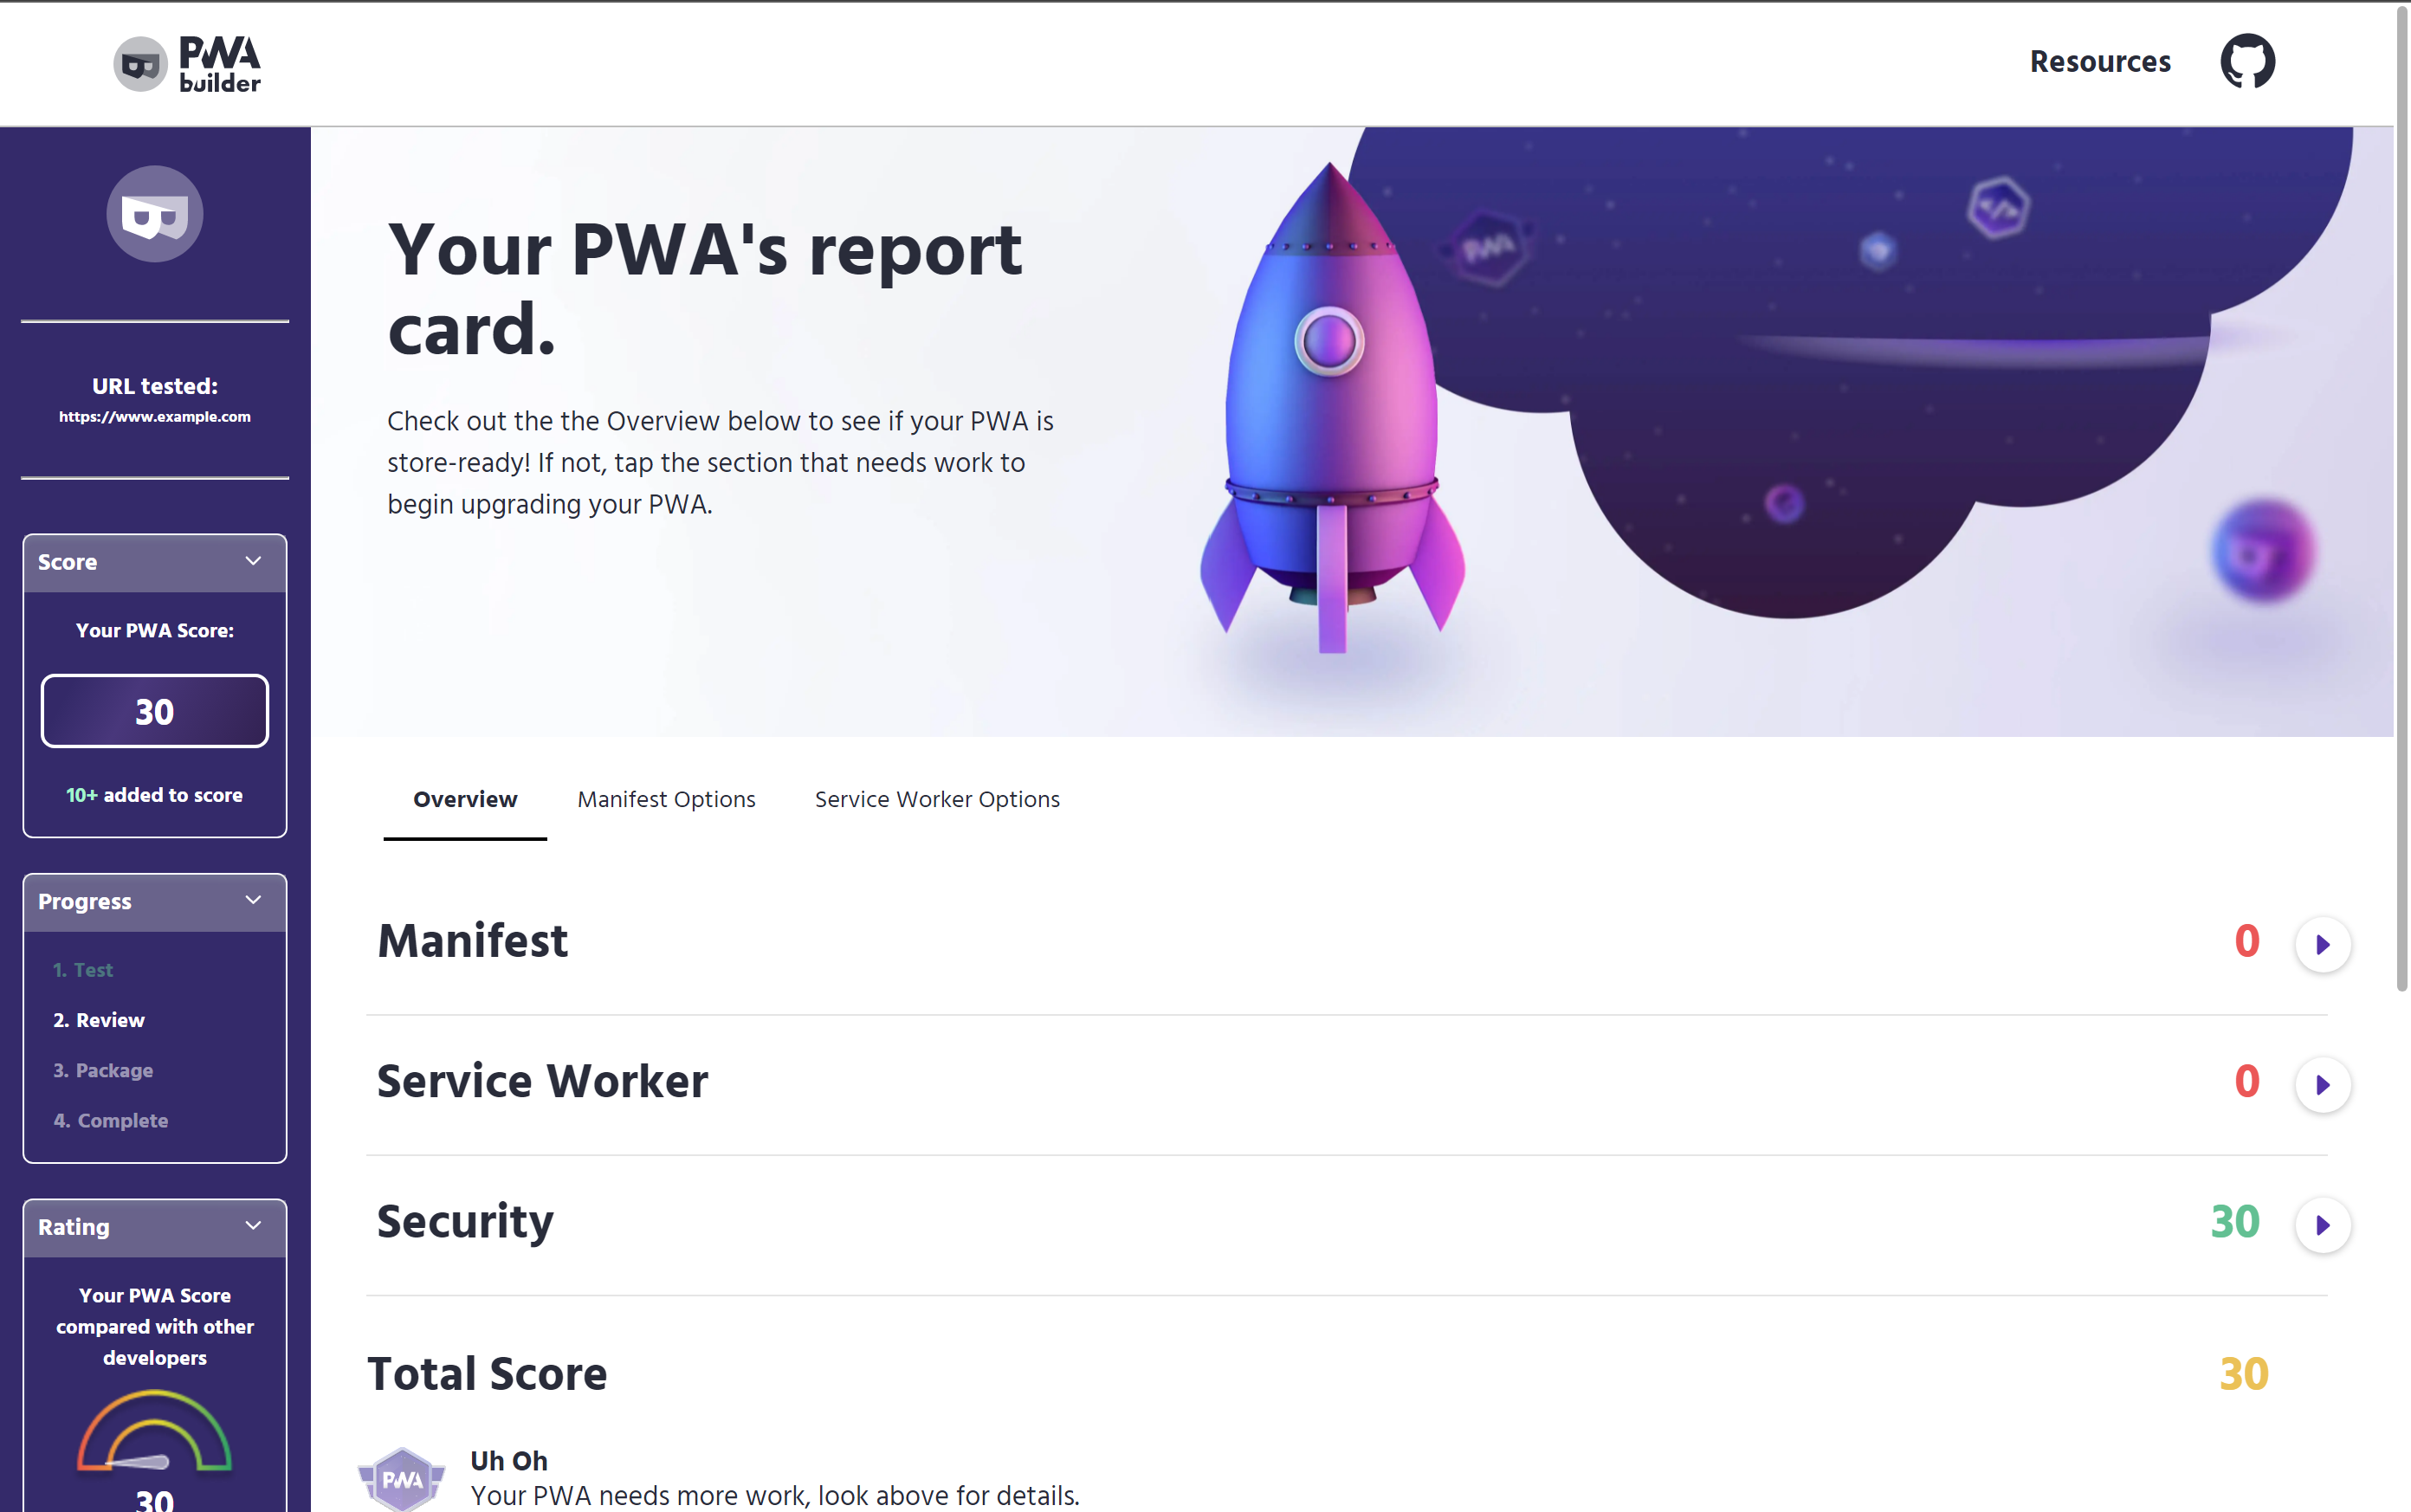 PWA
builder
Resources
URL tested:
https://www.example.com
Score
Your PWA Score:
30
10+ added to score
Progress
1. Test
2. Review
3. Package
4. Complete
Rating
Your PWA Score
compared with other
developers
30
Your PWA's report
card.
Check out the the Overview below to see if your PWA is
store-ready! If not, tap the section that needs work to
begin upgrading your PWA.
PWA
</>
Overview
Manifest Options
Service Worker Options
Manifest
0
Service Worker
0
Security
30
Total Score
30
PWA
Uh Oh
Your PWA needs more work, look above for details.